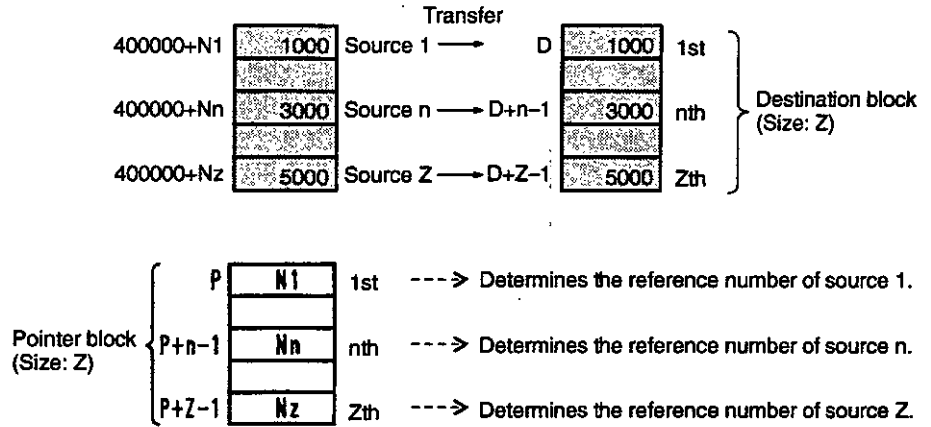 Transfer
400000+N1 1000 Source 1 D 1000 1st
400000+Nn 3000 Source n D+n−1 3000 nth Destination block
(Size: Z)
400000+Nz 5000 Source Z D+Z−1 5000 Zth
P N1 1st Determines the reference number of source 1.
Pointer block
(Size: Z)
P+n-1 Nn nth Determines the reference number of source n.
P+Z-1 Nz Zth Determines the reference number of source Z.